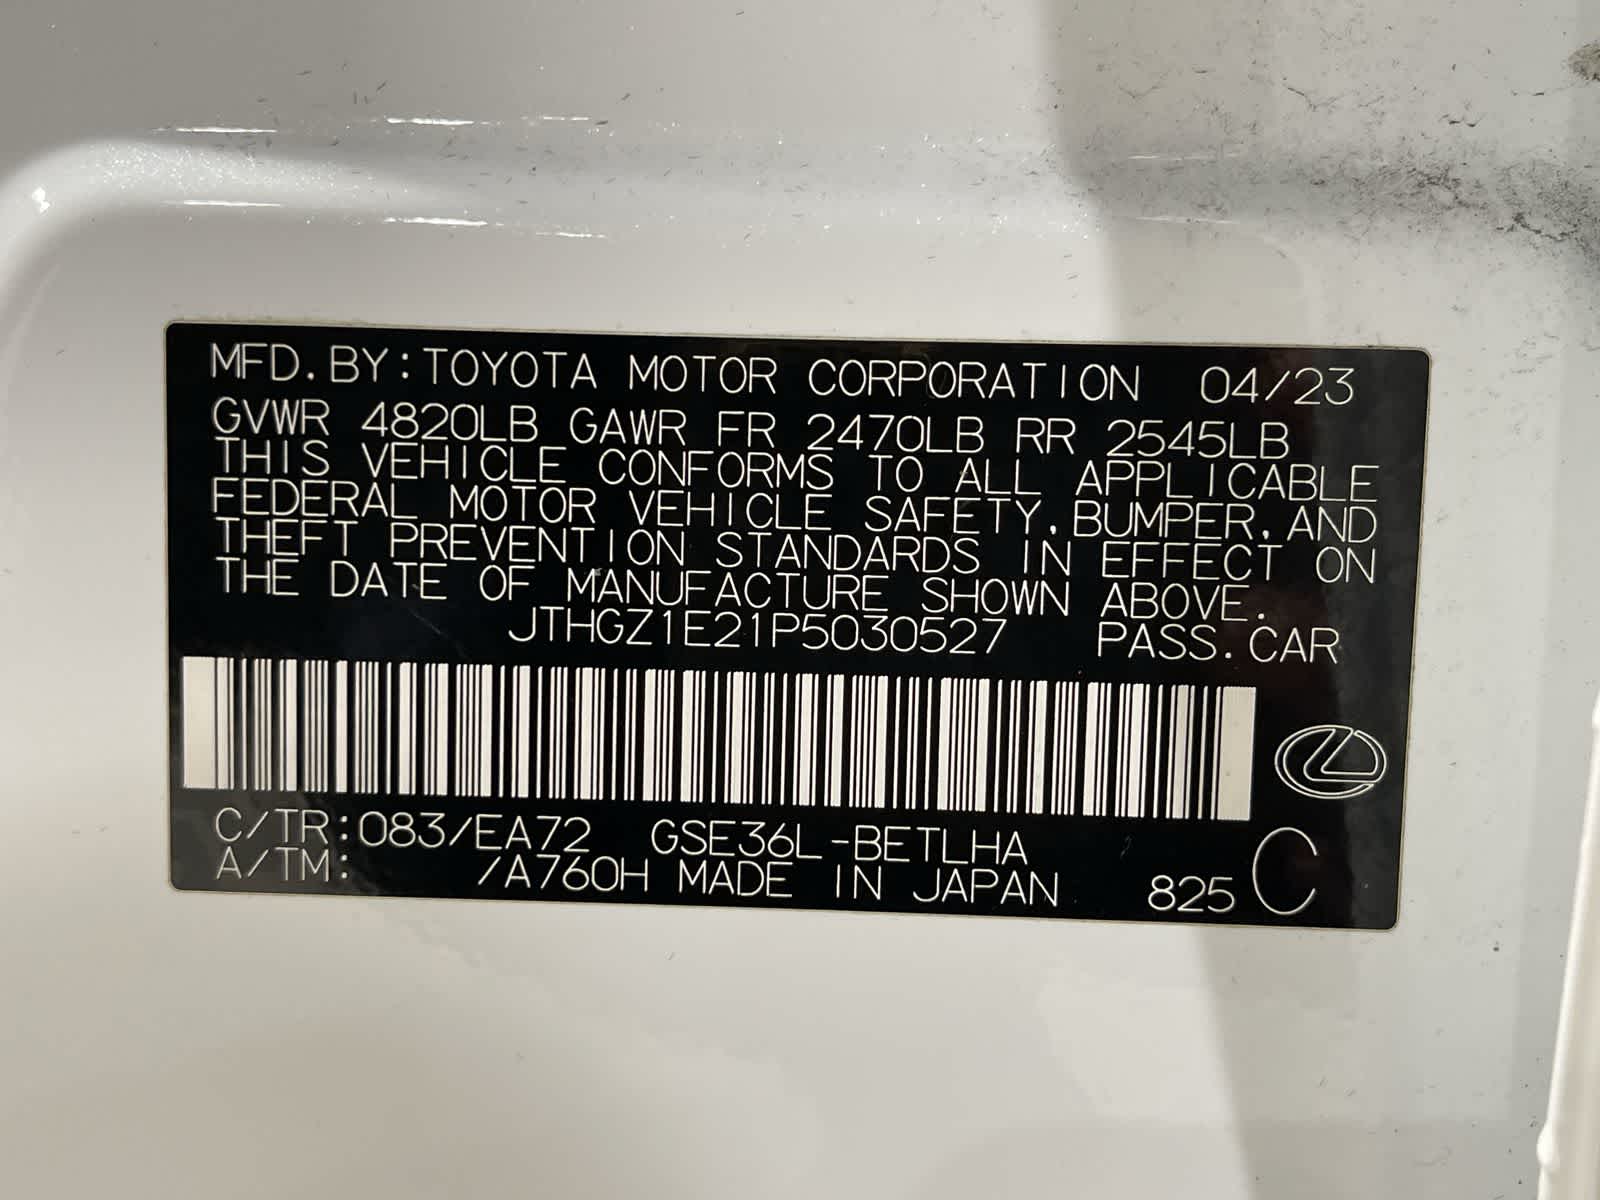 MFD. BY: TOYOTA MOTOR CORPORATION 04/23
GVWR 4820LB GAWR FR 2470LB RR 2545LB
THIS VEHICLE CONFORMS TO ALL APPLICABLE
FEDERAL MOTOR VEHICLE SAFETY, BUMPER, AND
THEFT PREVENTION STANDARDS IN EFFECT ON
THE DATE OF MANUFACTURE SHOWN ABOVE.
JTHGZ1E21P5030527 PASS. CAR
C/TR: 083/EA72 GSE36L-BETLHA
A/TM: /A760H MADE IN JAPAN 825 C